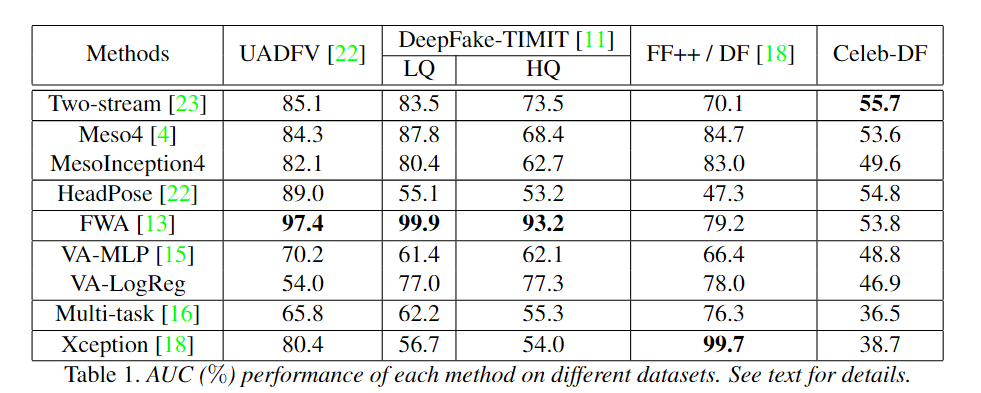 Methods UADFV [22] DeepFake-TIMIT [11] FF++ / DF [18] Celeb-DF
LQ HQ
Two-stream [23] 85.1 83.5 73.5 70.1 55.7
Meso4 [4] 84.3 87.8 68.4 84.7 53.6
MesoInception4 82.1 80.4 62.7 83.0 49.6
HeadPose [22] 89.0 55.1 53.2 47.3 54.8
FWA [13] 97.4 99.9 93.2 79.2 53.8
VA-MLP [15] 70.2 61.4 62.1 66.4 48.8
VA-LogReg 54.0 77.0 77.3 78.0 46.9
Multi-task [16] 65.8 62.2 55.3 76.3 36.5
Xception [18] 80.4 56.7 54.0 99.7 38.7
Table 1. AUC (%) performance of each method on different datasets. See text for details.